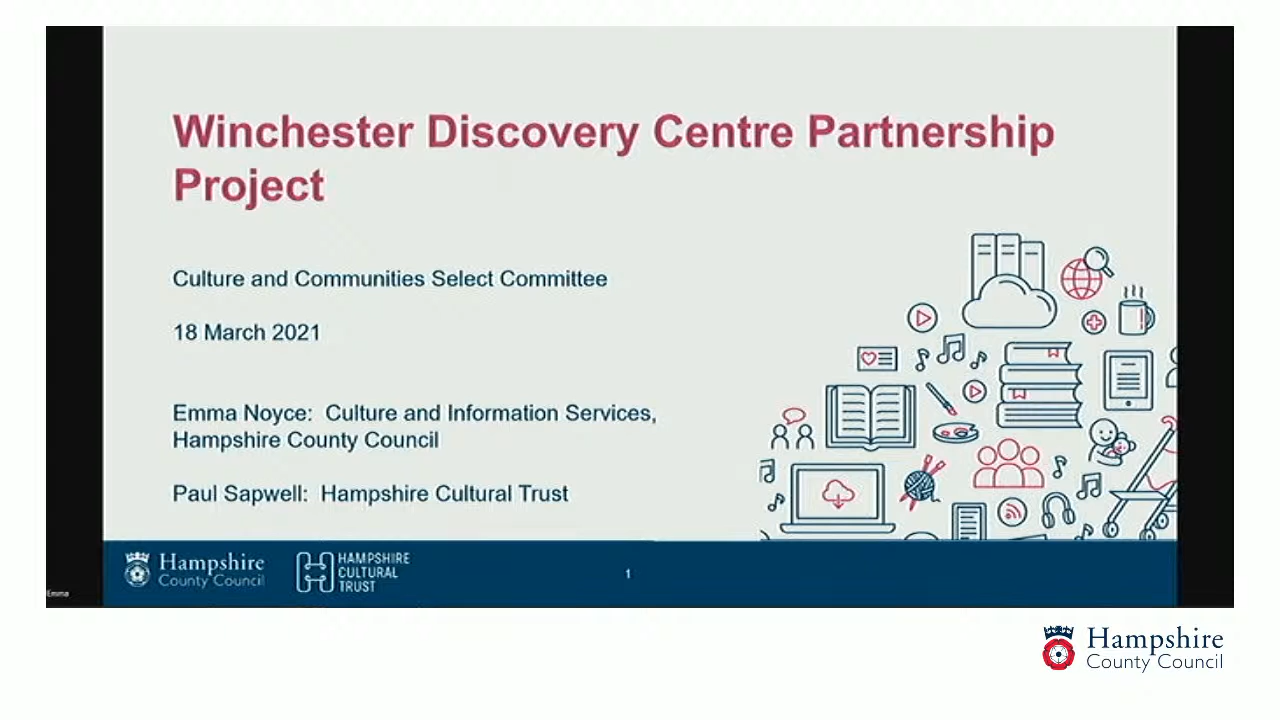 Winchester Discovery Centre Partnership
Project
Culture and Communities Select Committee
18 March 2021
Emma Noyce:  Culture and Information Services,
Hampshire County Council
Paul Sapwell:  Hampshire Cultural Trust
Hampshire
County Council
HAMPSHIRE
CULTURAL
TRUST
1
Emma
Hampshire
County Council